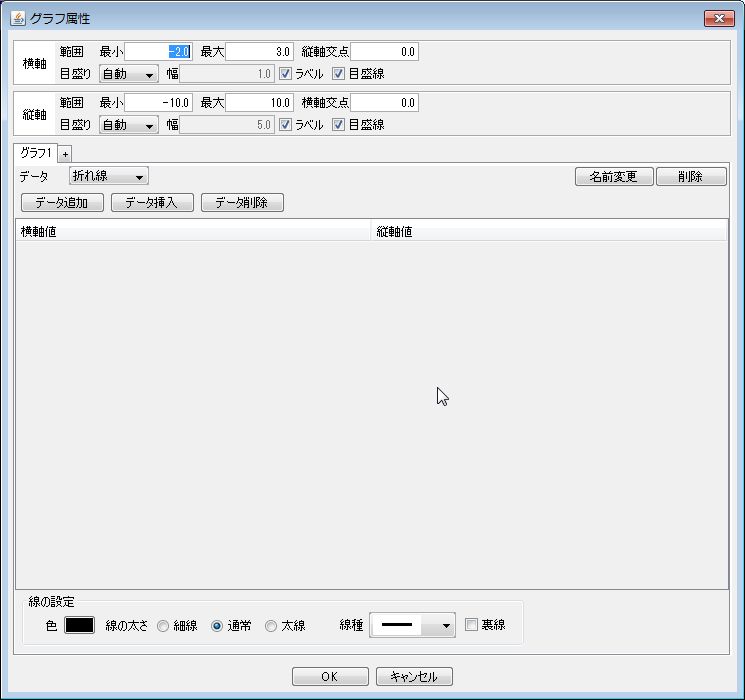 グラフ属性
横軸 範囲 最小 -2.0 最大 3.0 縦軸交点 0.0
目盛り 自動 幅 1.0 ラベル 目盛線
縦軸 範囲 最小 -10.0 最大 10.0 横軸交点 0.0
目盛り 自動 幅 5.0 ラベル 目盛線
グラフ1 +
データ 折れ線 名前変更 削除
データ追加 データ挿入 データ削除
横軸値 縦軸値
線の設定
色 線の太さ 細線 通常 太線 線種 裏線
OK キャンセル